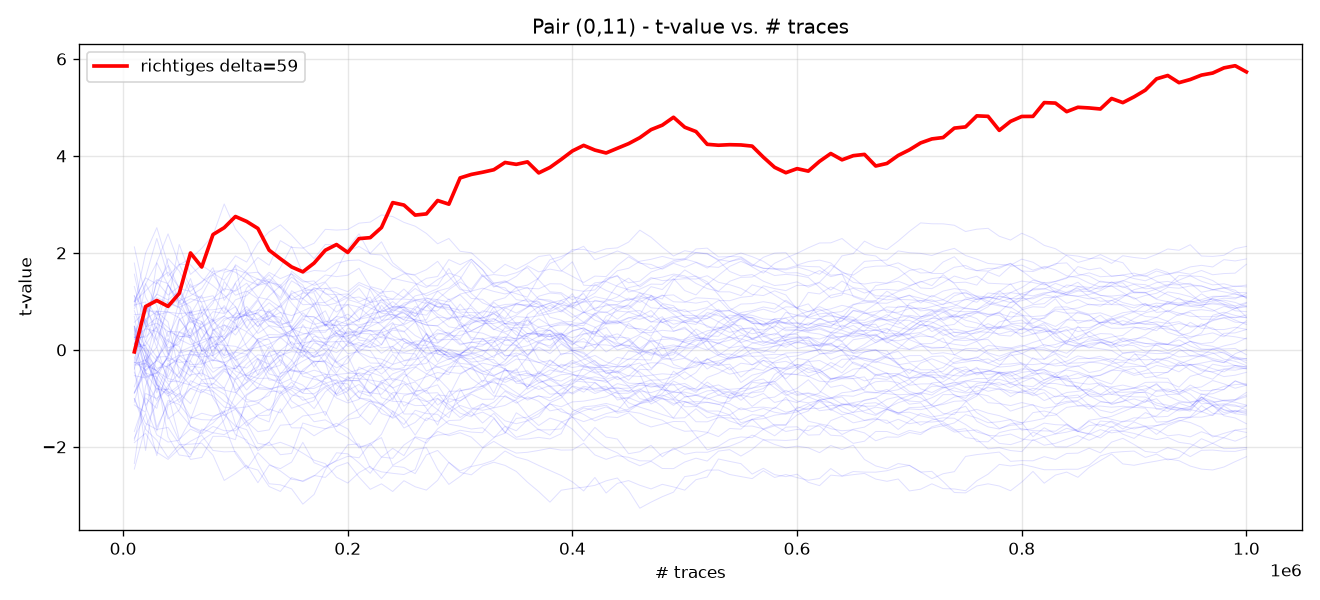 Pair (0,11) - t-value vs. # traces
richtiges delta=59
6
4
2
0
−2
t-value
0.0 0.2 0.4 0.6 0.8 1.0
1e6
# traces